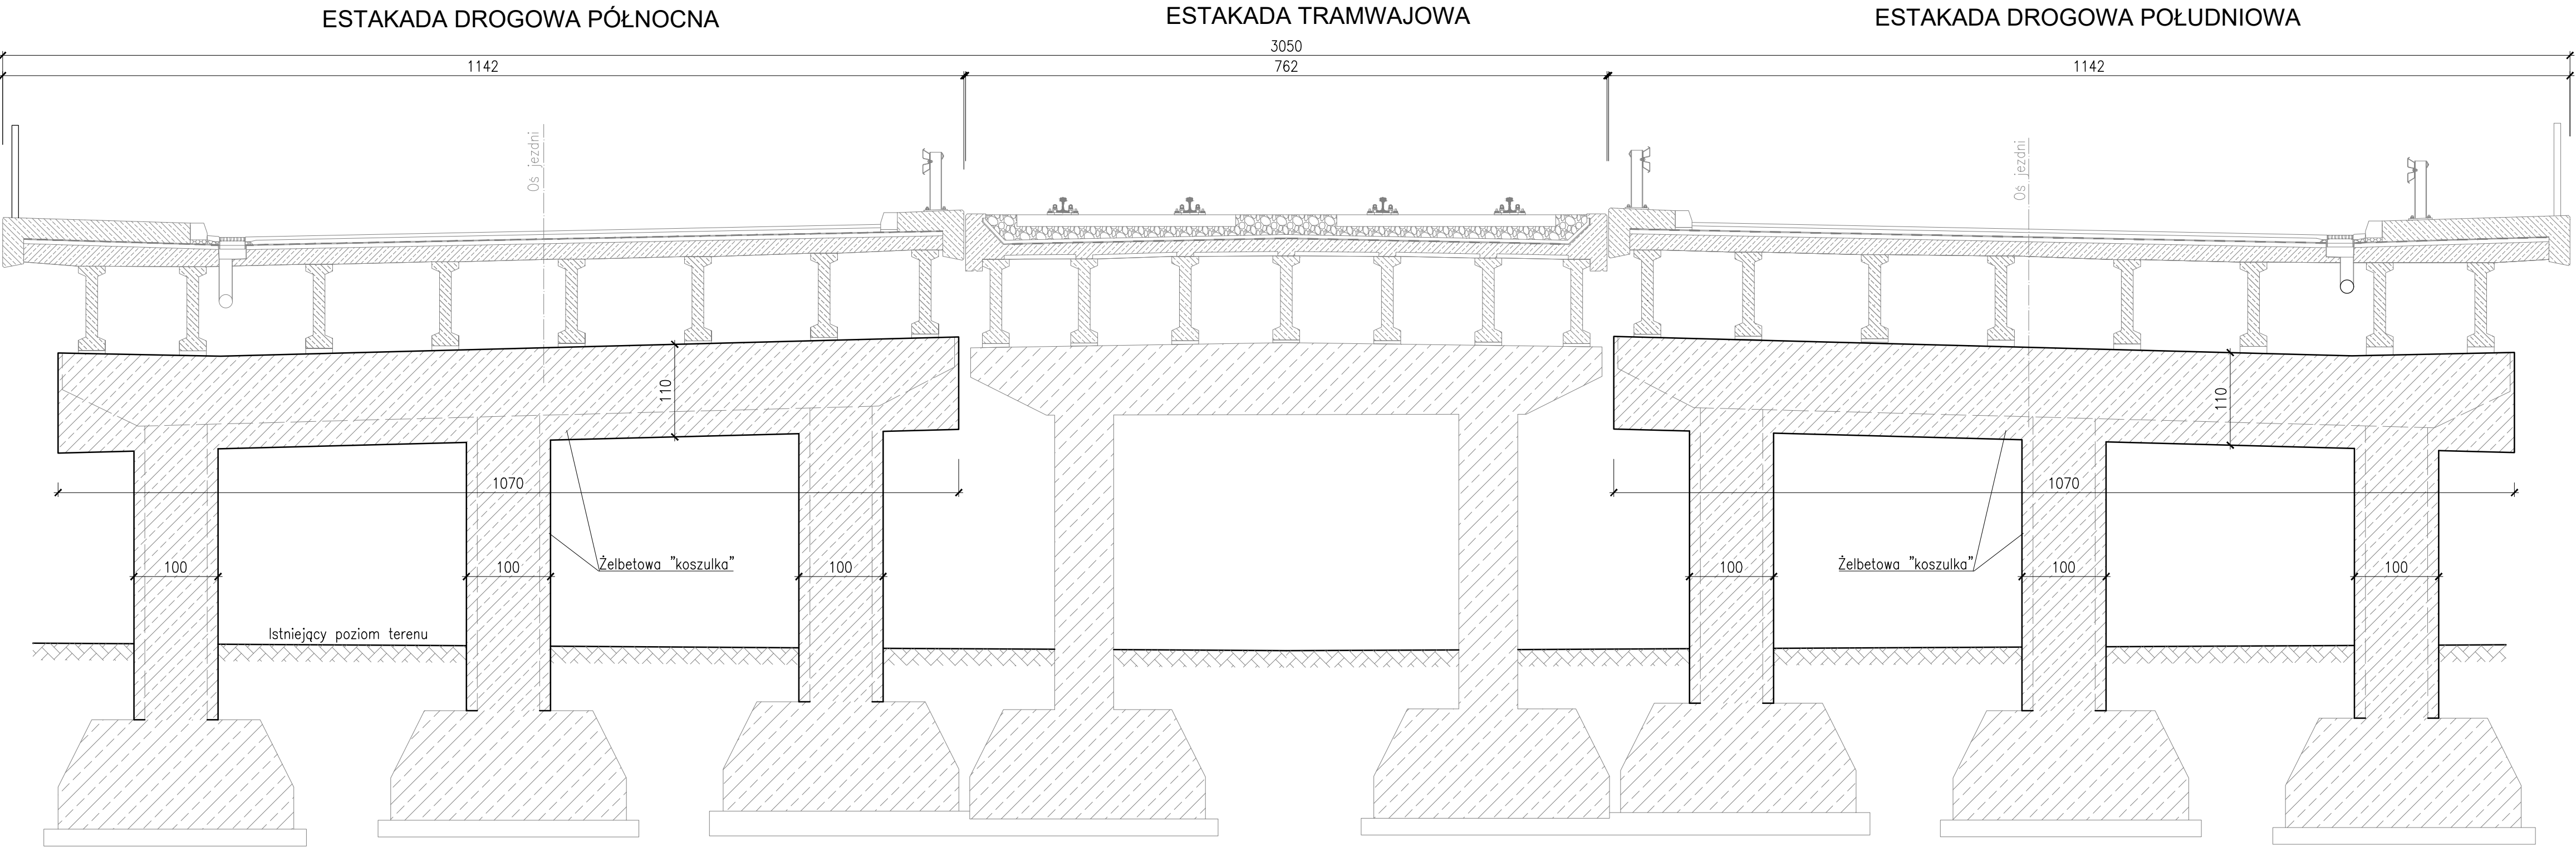 ESTAKADA DROGOWA PÓŁNOCNA
ESTAKADA TRAMWAJOWA
ESTAKADA DROGOWA POŁUDNIOWA
3050
1142
762
1142
Oś jezdni
Oś jezdni
110
110
1070
1070
Żelbetowa "koszulka"
Żelbetowa "koszulka"
100
100
100
100
100
100
Istniejący poziom terenu